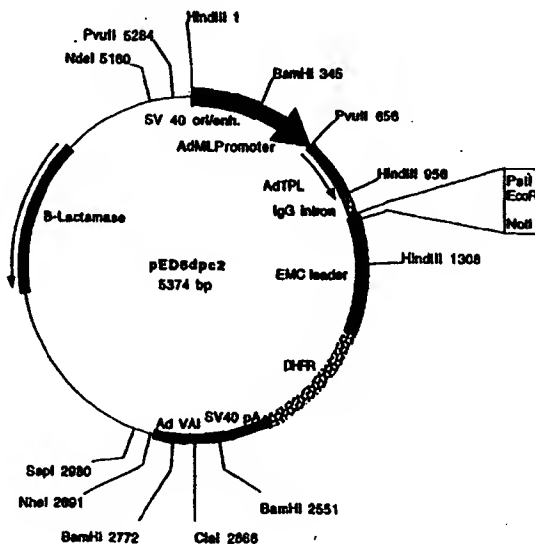 HindIII 1
PvuII 5284
NdeI 5160
BamHI 345
SV 40 ori/enh.
PvuII 656
AdMLPromoter
HindIII 956
AdTPL
PstI
EcoR
NotI
IgG intron
B-Lactamase
pED6dpc2
5374 bp
EMC leader
HindIII 1308
DHFR
SV40 pA
Ad VAI
SapI 2980
NheI 2891
BamHI 2551
BamHI 2772
ClaI 2666